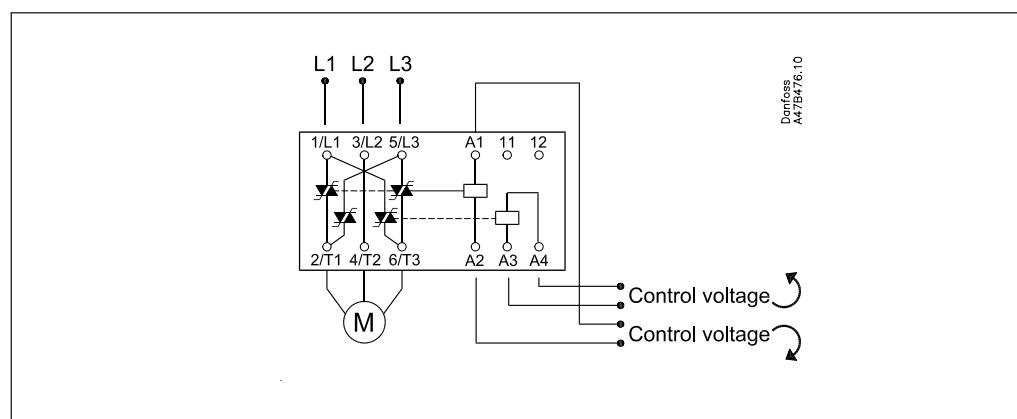 L1 L2 L3
Danfoss
A47B476.10
1/L1 3/L2 5/L3 A1 11 12
2/T1 4/T2 6/T3 A2 A3 A4
M
Control voltage
Control voltage